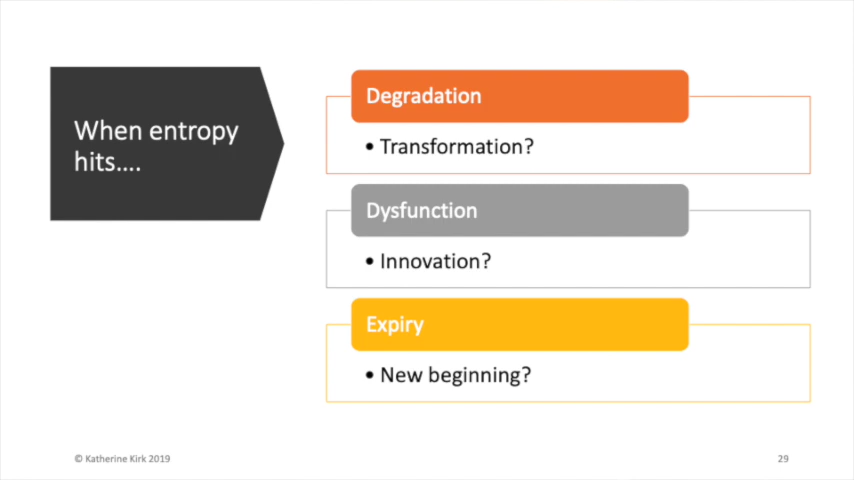 When entropy
hits....
Degradation
• Transformation?
Dysfunction
• Innovation?
Expiry
• New beginning?
© Katherine Kirk 2019
29